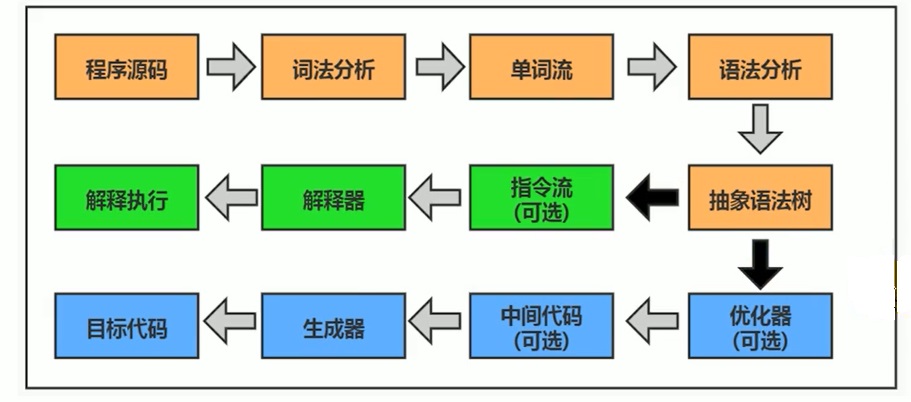 程序源码
词法分析
单词流
语法分析
解释执行
解释器
指令流
(可选)
抽象语法树
目标代码
生成器
中间代码
(可选)
优化器
(可选)